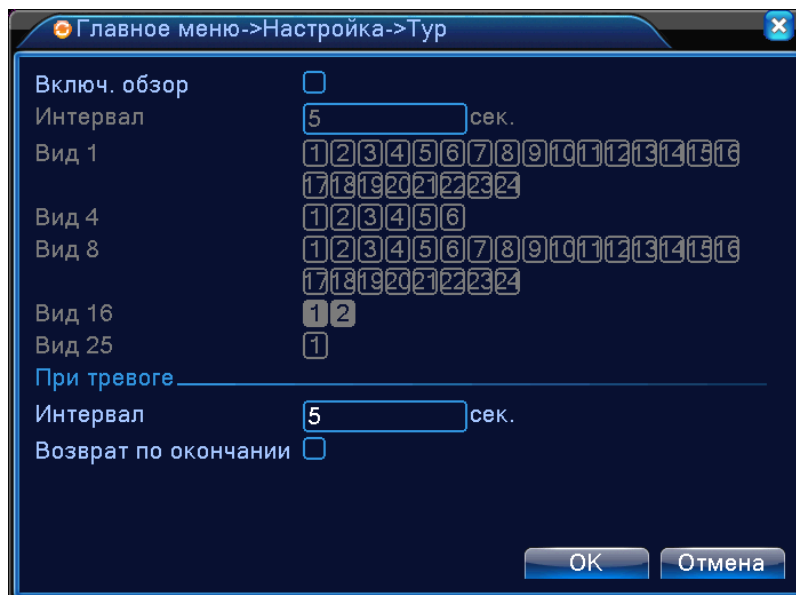 Главное меню->Настройка->Тур
Включ. обзор
Интервал 5 сек.
Вид 1 1 2 3 4 5 6 7 8 9 10 11 12 13 14 15 16
17 18 19 20 21 22 23 24
Вид 4 1 2 3 4 5 6
Вид 8 1 2 3 4 5 6 7 8 9 10 11 12 13 14 15 16
17 18 19 20 21 22 23 24
Вид 16 1 2
Вид 25 1
При тревоге
Интервал 5 сек.
Возврат по окончании
OK Отмена